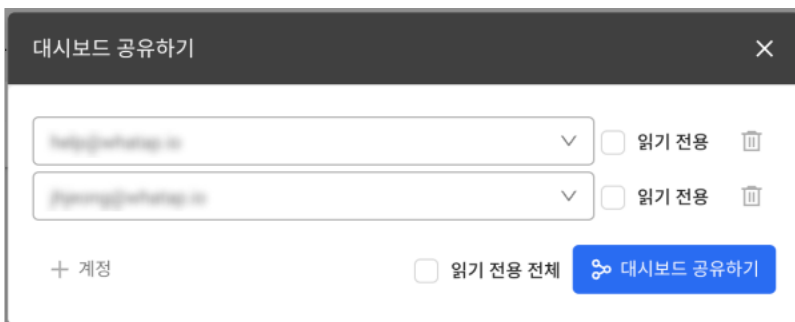 대시보드 공유하기
읽기 전용
읽기 전용
계정
읽기 전용 전체
대시보드 공유하기